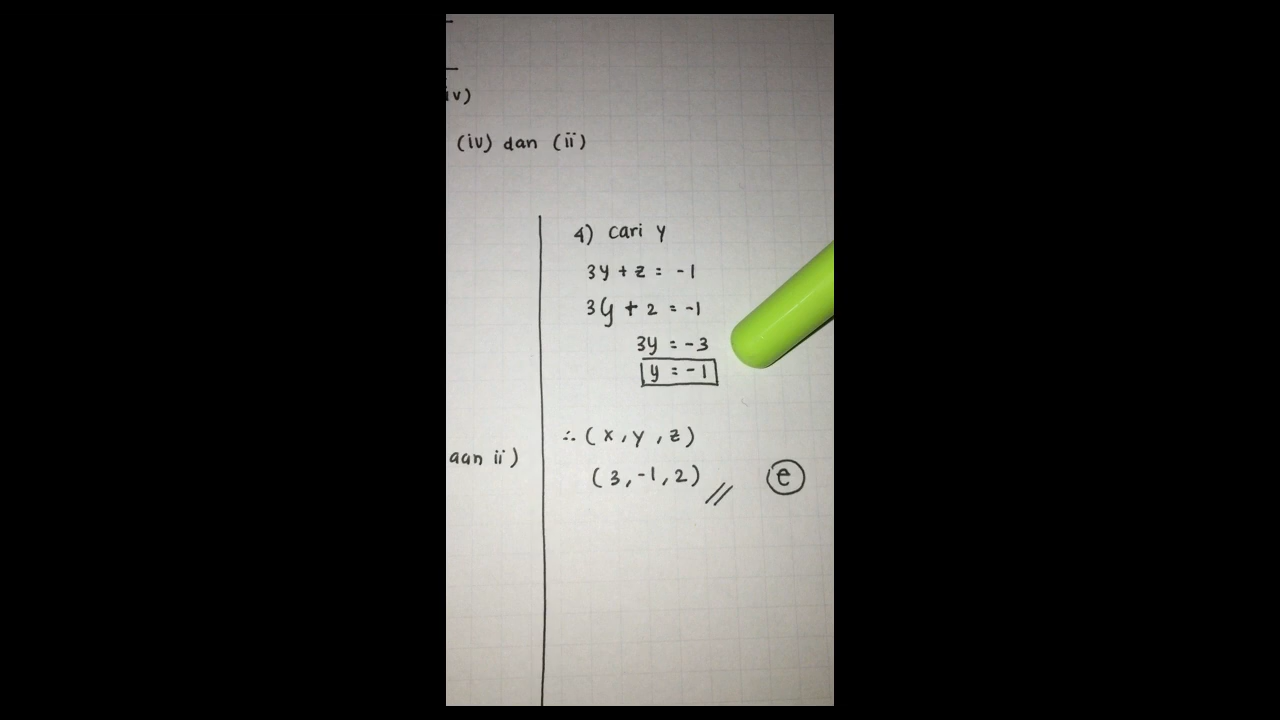 iv)
(iv) dan (ii)
aan ii)
4) cari y
3y + z = -1
3y + 2 = -1
3y = -3
y = -1
∴ (x, y, z)
(3, -1, 2) //
e